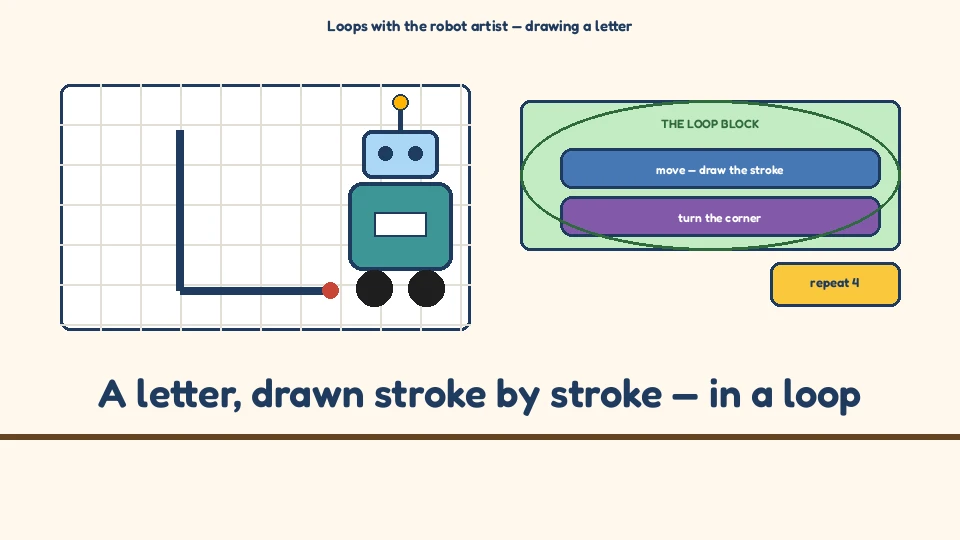 Loops with the robot artist — drawing a letter
THE LOOP BLOCK
move — draw the stroke
turn the corner
repeat 4
A letter, drawn stroke by stroke — in a loop